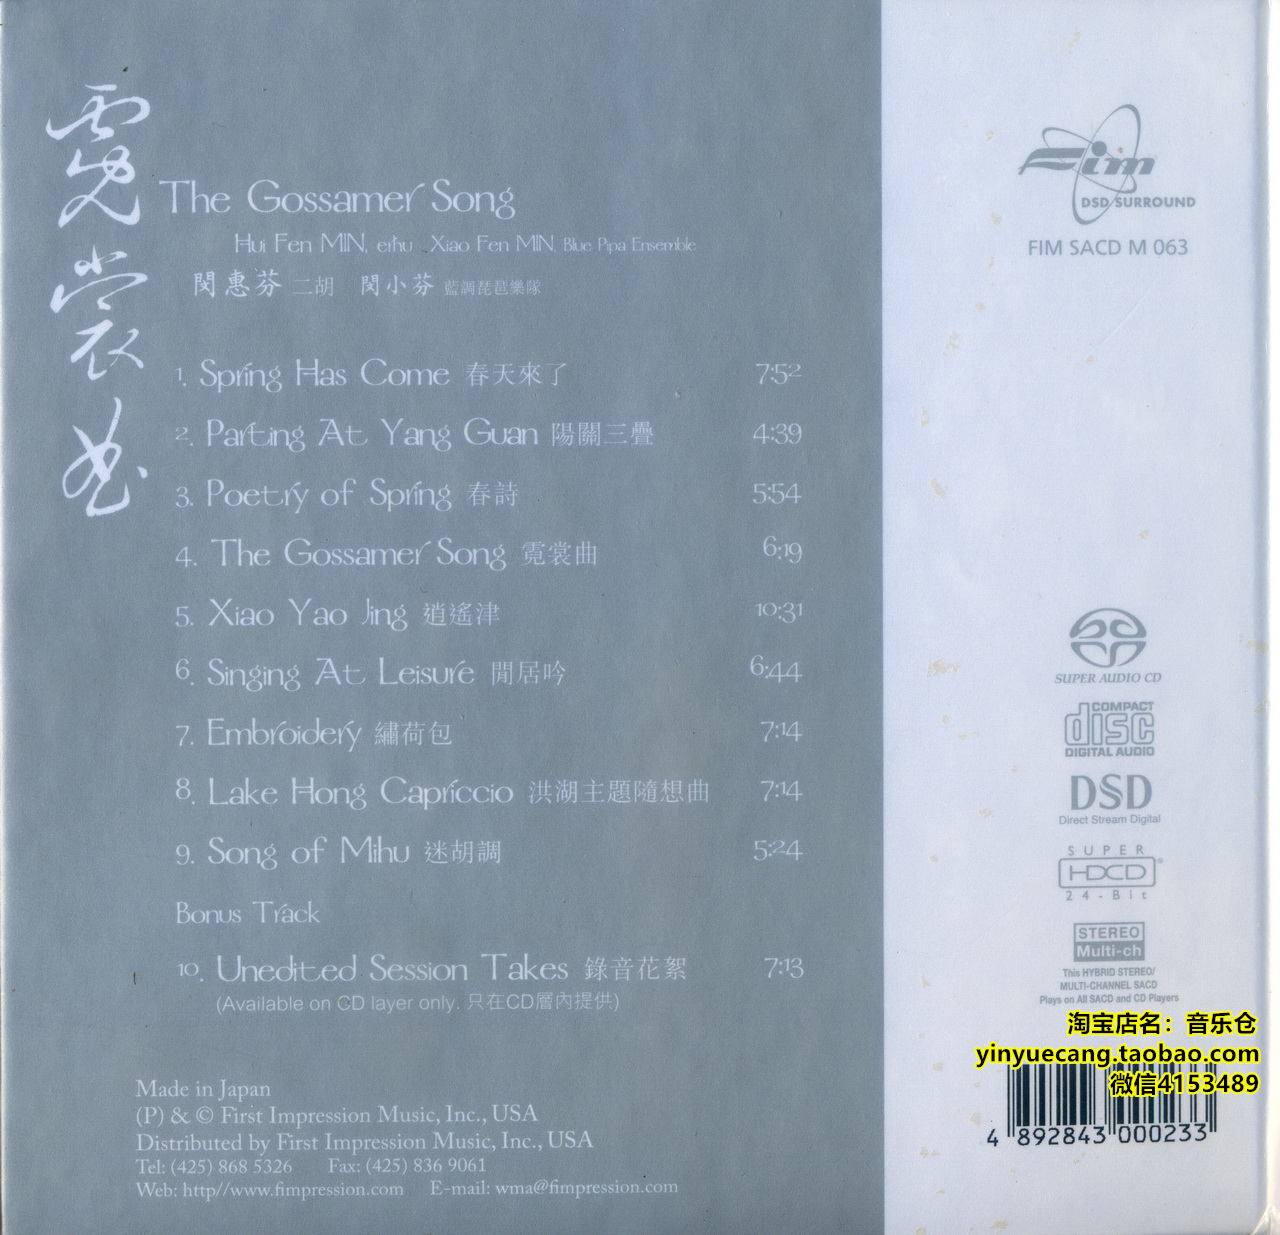 霓裳曲
The Gossamer Song
Hui Fen MIN, erhu Xiao Fen MIN, Blue Pipa Ensemble
閔惠芬 二胡 閔小芬 藍調琵琶樂隊
1. Spring Has Come 春天來了 7:52
2. Parting At Yang Guan 陽關三疊 4:39
3. Poetry of Spring 春詩 5:54
4. The Gossamer Song 霓裳曲 6:19
5. Xiao Yao Jing 逍遙津 10:31
6. Singing At Leisure 閒居吟 6:44
7. Embroidery 繡荷包 7:14
8. Lake Hong Capriccio 洪湖主題隨想曲 7:14
9. Song of Mihu 迷胡調 5:24
Bonus Track
10. Unedited Session Takes 錄音花絮 7:13
(Available on CD layer only. 只在CD層內提供)
Made in Japan
(P) & © First Impression Music, Inc., USA
Distributed by First Impression Music, Inc., USA
Tel: (425) 868 5326 Fax: (425) 836 9061
Web: http//www.fimpression.com E-mail: wma@fimpression.com
Fim
DSD SURROUND
FIM SACD M 063
SUPER AUDIO CD
COMPACT
disc
DIGITAL AUDIO
DSD
Direct Stream Digital
SUPER
HDCD®
24-Bit
STEREO
Multi-ch
This HYBRID STEREO/
MULTI-CHANNEL SACD
Plays on All SACD and CD Players
淘宝店名：音乐仓
yinyuecang.taobao.com
微信4153489
4 892843 000233